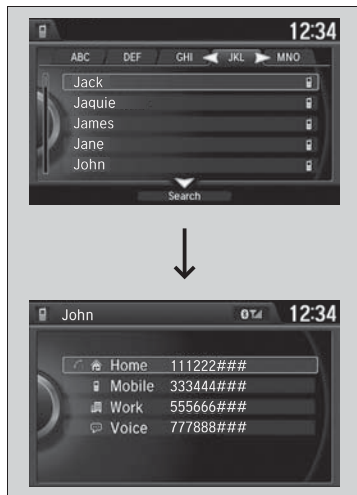 12:34
ABC DEF GHI JKL MNO
Jack
Jaquie
James
Jane
John
Search
John 12:34
Home 111222###
Mobile 333444###
Work 555666###
Voice 777888###